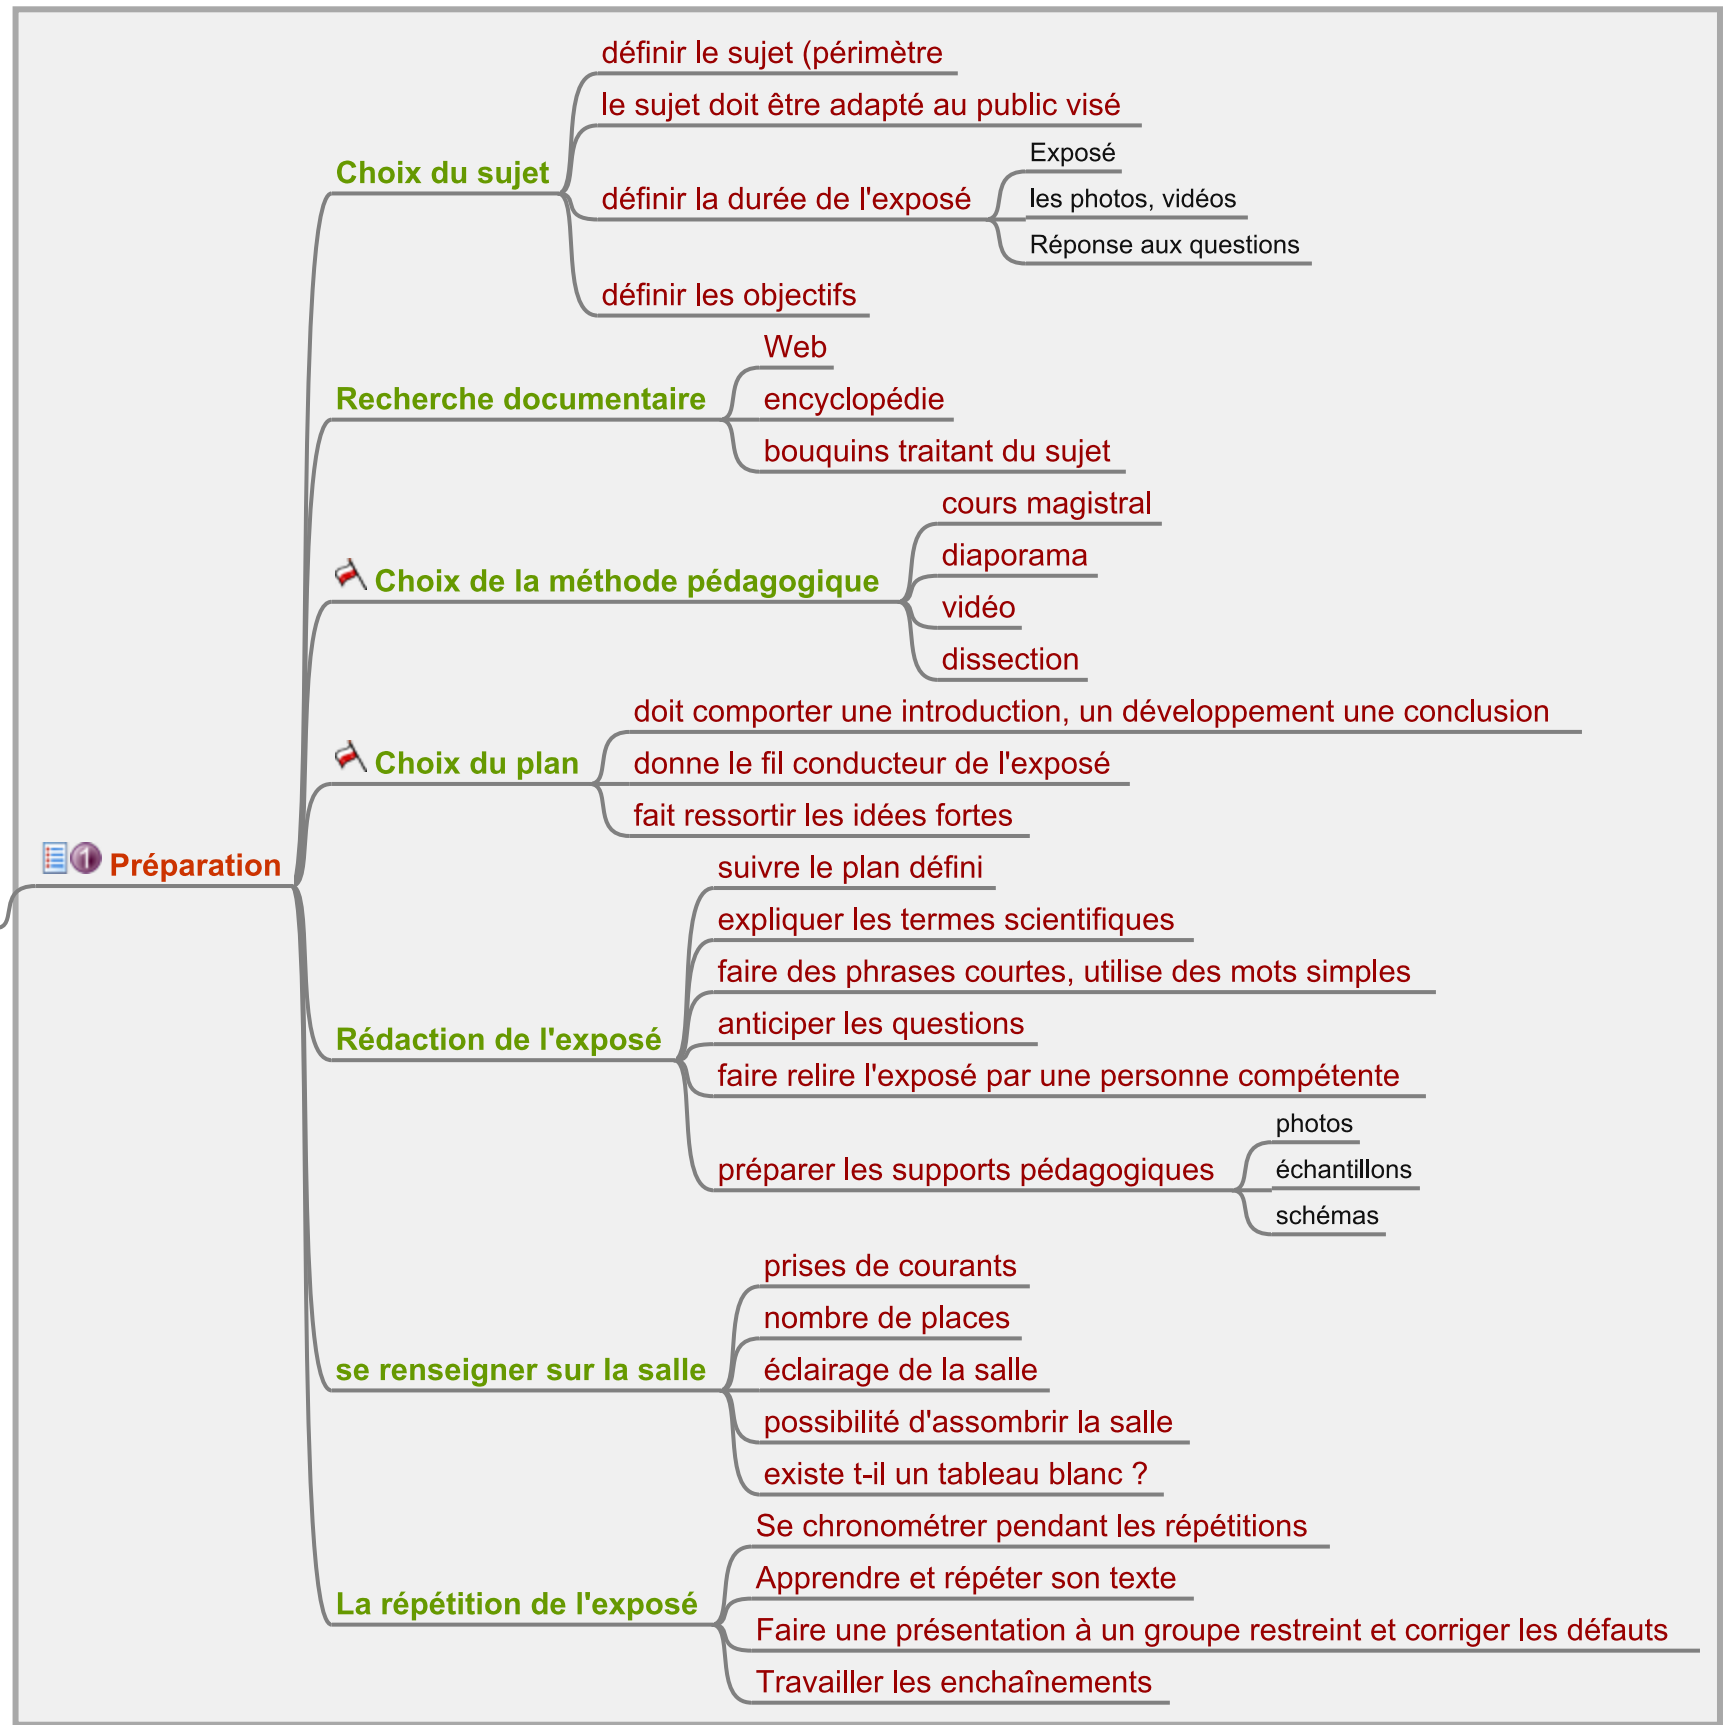 Préparation
Choix du sujet
définir le sujet (périmètre
le sujet doit être adapté au public visé
définir la durée de l'exposé
Exposé
les photos, vidéos
Réponse aux questions
définir les objectifs
Recherche documentaire
Web
encyclopédie
bouquins traitant du sujet
Choix de la méthode pédagogique
cours magistral
diaporama
vidéo
dissection
Choix du plan
doit comporter une introduction, un développement une conclusion
donne le fil conducteur de l'exposé
fait ressortir les idées fortes
1
Rédaction de l'exposé
suivre le plan défini
expliquer les termes scientifiques
faire des phrases courtes, utilise des mots simples
anticiper les questions
faire relire l'exposé par une personne compétente
préparer les supports pédagogiques
photos
échantillons
schémas
se renseigner sur la salle
prises de courants
nombre de places
éclairage de la salle
possibilité d'assombrir la salle
existe t-il un tableau blanc ?
La répétition de l'exposé
Se chronométrer pendant les répétitions
Apprendre et répéter son texte
Faire une présentation à un groupe restreint et corriger les défauts
Travailler les enchaînements